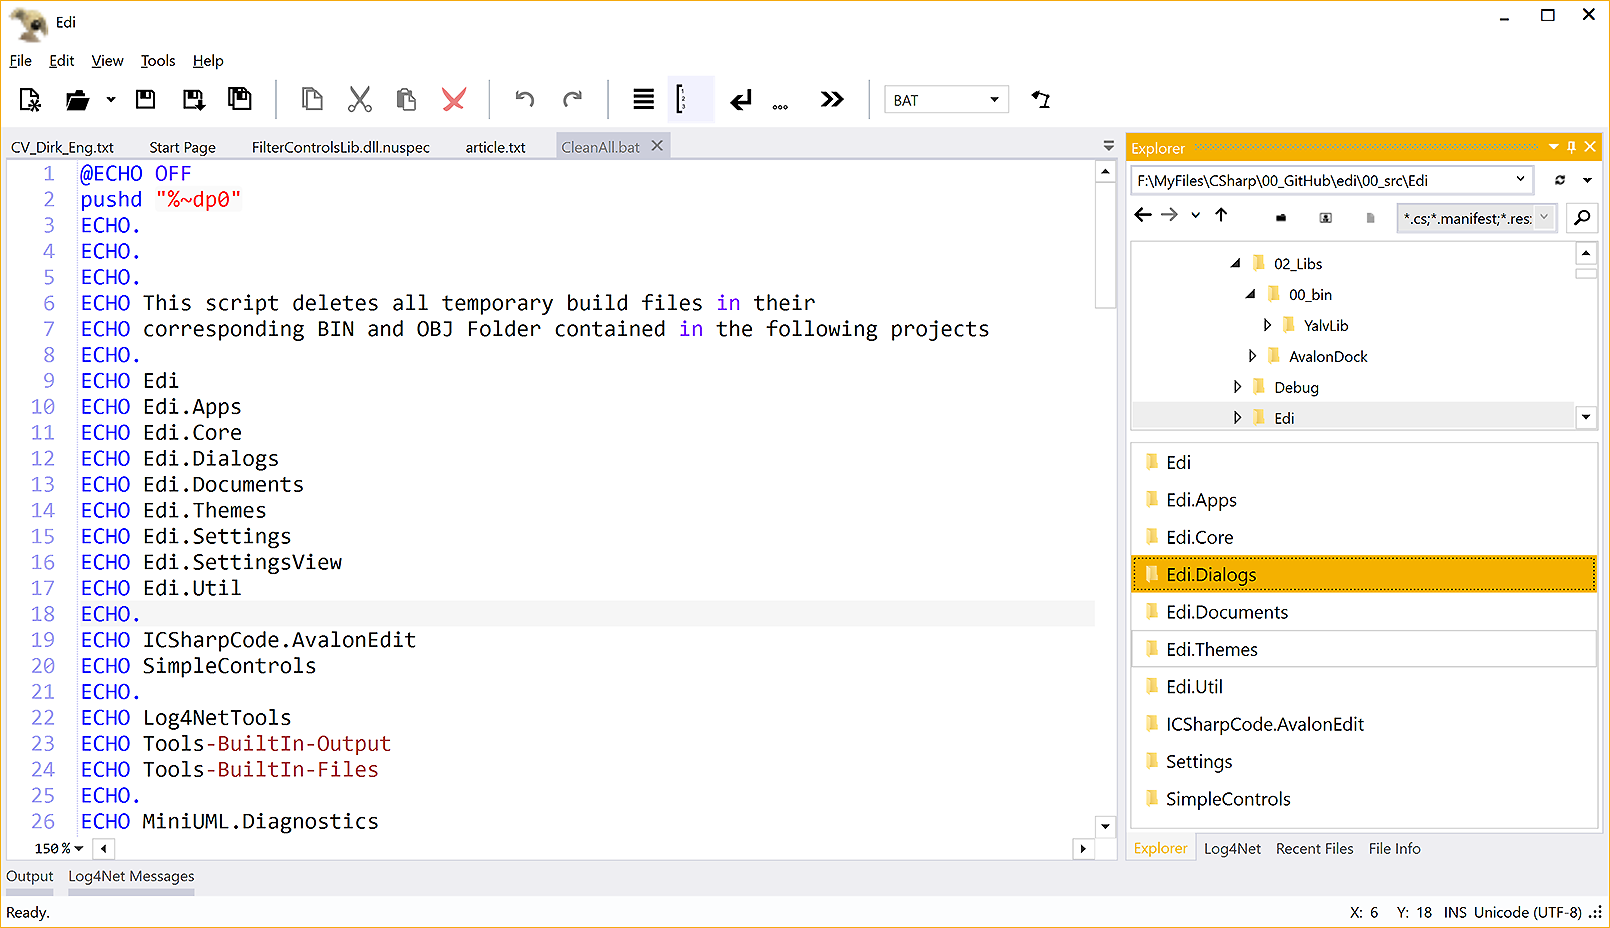 Edi
File Edit View Tools Help
BAT
CV_Dirk_Eng.txt Start Page FilterControlsLib.dll.nuspec article.txt CleanAll.bat
1 @ECHO OFF
2 pushd "%~dp0"
3 ECHO.
4 ECHO.
5 ECHO.
6 ECHO This script deletes all temporary build files in their
7 ECHO corresponding BIN and OBJ Folder contained in the following projects
8 ECHO.
9 ECHO Edi
10 ECHO Edi.Apps
11 ECHO Edi.Core
12 ECHO Edi.Dialogs
13 ECHO Edi.Documents
14 ECHO Edi.Themes
15 ECHO Edi.Settings
16 ECHO Edi.SettingsView
17 ECHO Edi.Util
18 ECHO.
19 ECHO ICSharpCode.AvalonEdit
20 ECHO SimpleControls
21 ECHO.
22 ECHO Log4NetTools
23 ECHO Tools-BuiltIn-Output
24 ECHO Tools-BuiltIn-Files
25 ECHO.
26 ECHO MiniUML.Diagnostics
150 %
Explorer
F:\MyFiles\CSharp\00_GitHub\edi\00_src\Edi
*.cs;*.manifest;*.res:
02_Libs
00_bin
YalvLib
AvalonDock
Debug
Edi
Edi
Edi.Apps
Edi.Core
Edi.Dialogs
Edi.Documents
Edi.Themes
Edi.Util
ICSharpCode.AvalonEdit
Settings
SimpleControls
Explorer Log4Net Recent Files File Info
Output Log4Net Messages
Ready.
X: 6 Y: 18 INS Unicode (UTF-8)